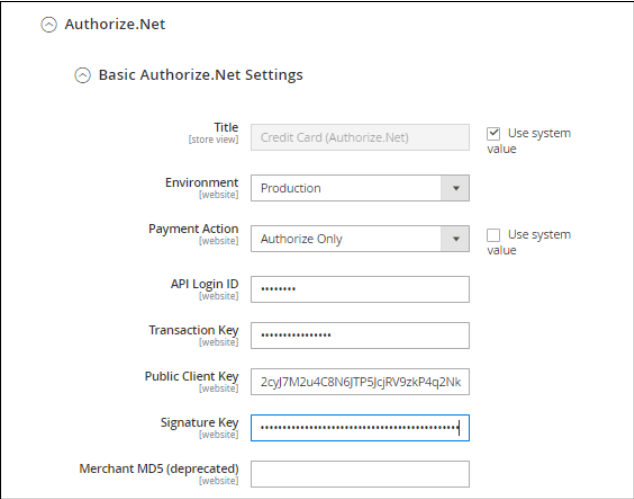 Authorize.Net
Basic Authorize.Net Settings
Title
[store view]
Credit Card (Authorize.Net)
Use system
value
Environment
[website]
Production
Payment Action
[website]
Authorize Only
Use system
value
API Login ID
[website]
••••••••
Transaction Key
[website]
••••••••••••••••
Public Client Key
[website]
2cyJ7M2u4C8N6JTP5JcjRV9zkP4q2Nk
Signature Key
[website]
Merchant MD5 (deprecated)
[website]